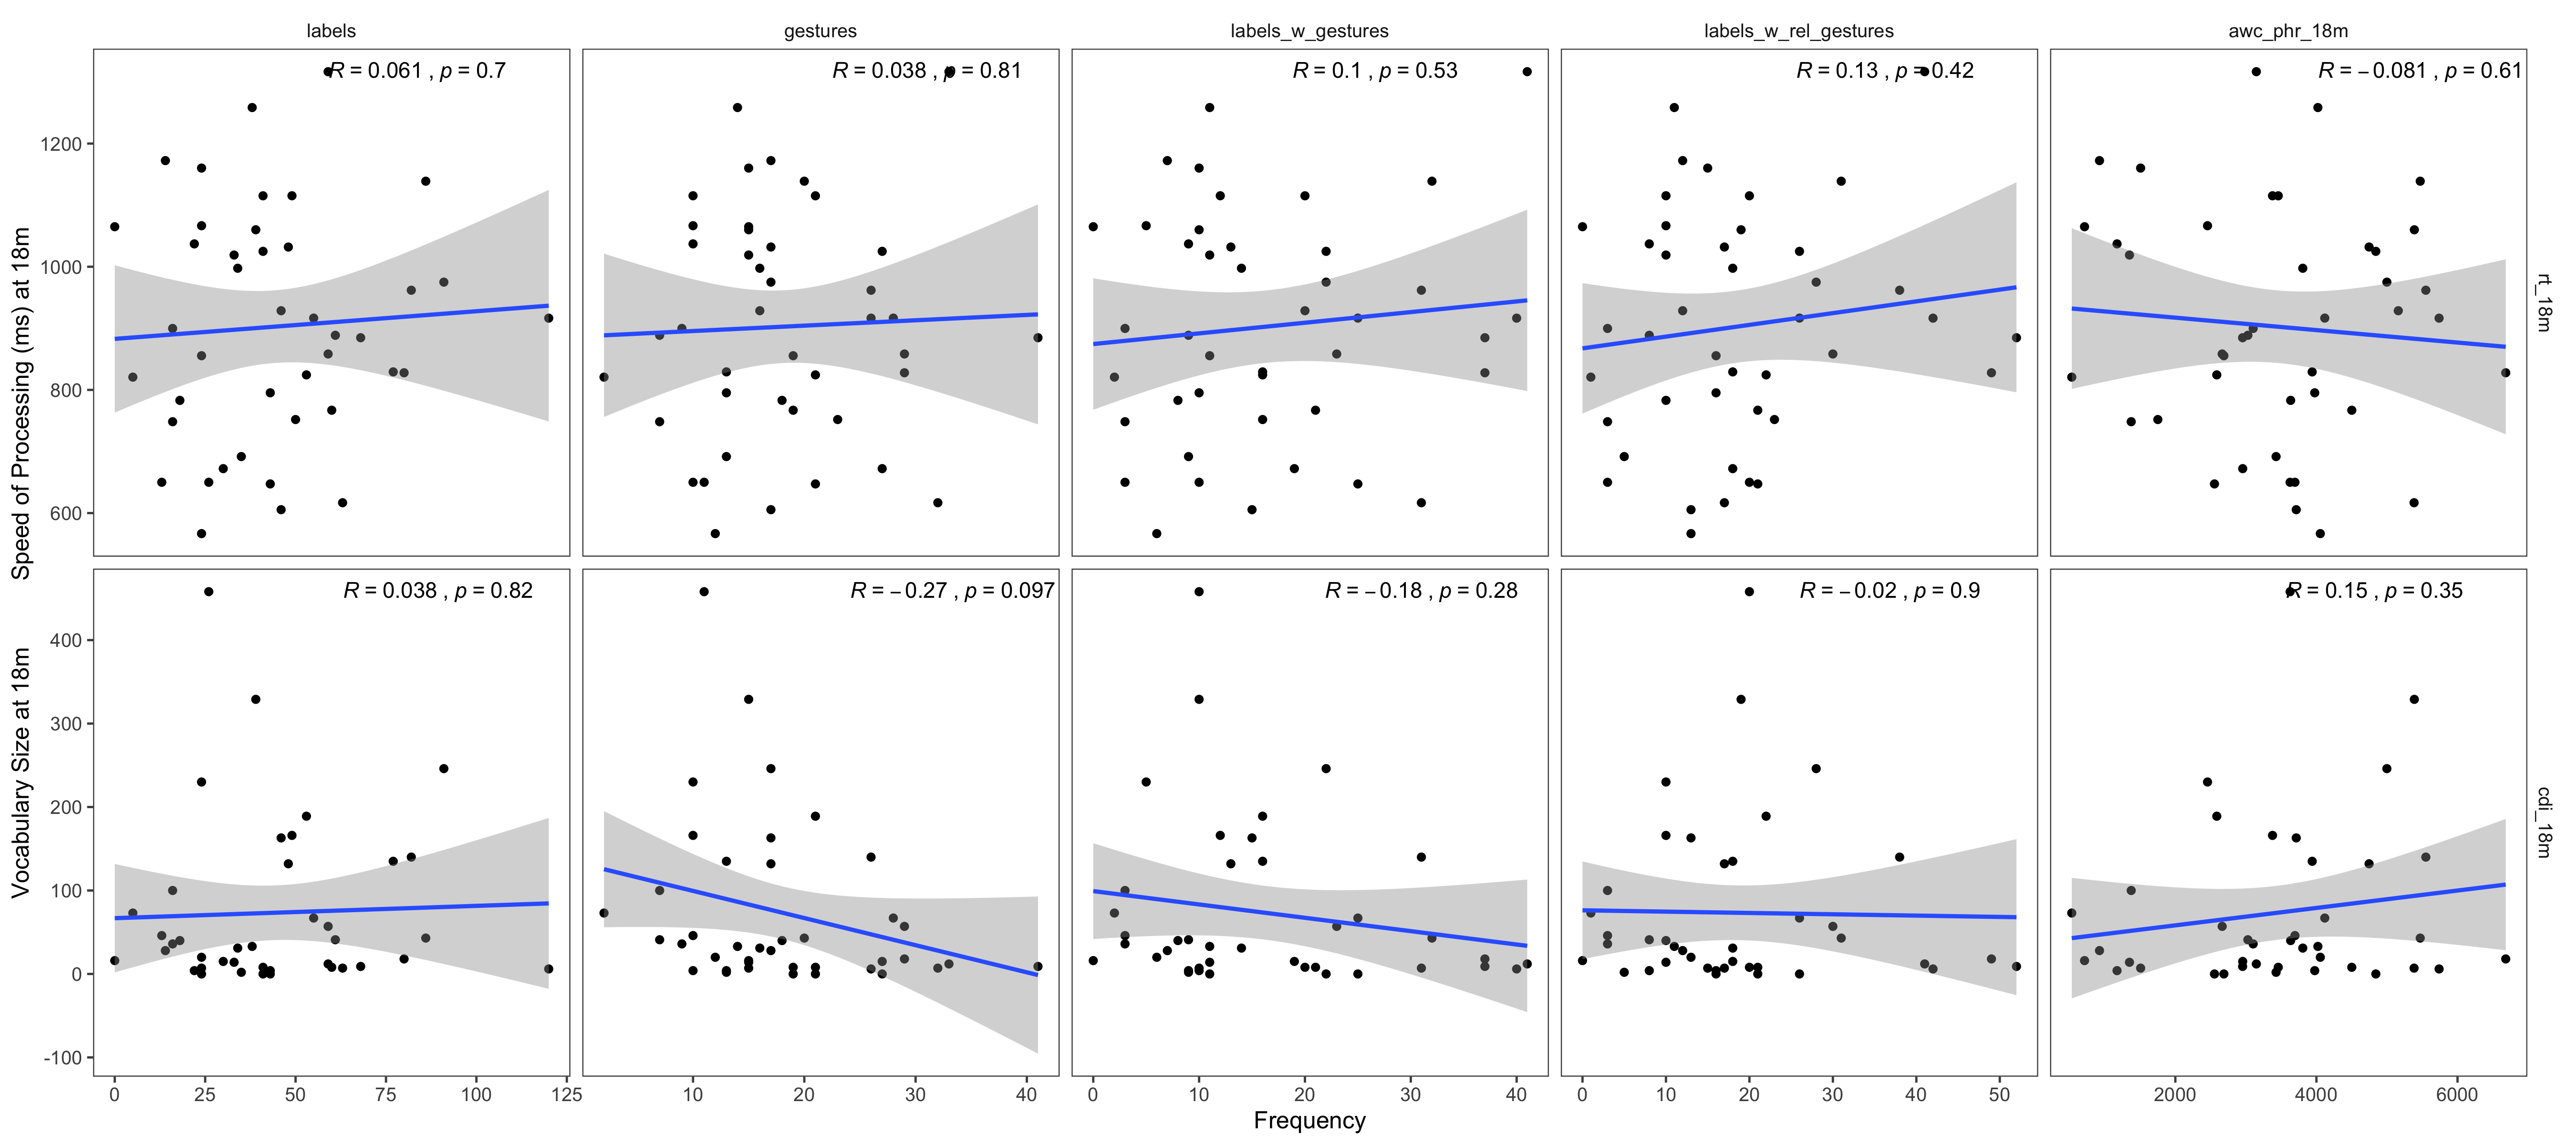 labels gestures labels_w_gestures labels_w_rel_gestures awc_phr_18m
R = 0.061 , p = 0.7
R = 0.038 , p = 0.81
R = 0.1 , p = 0.53
R = 0.13 , p = 0.42
R = −0.081 , p = 0.61
Speed of Processing (ms) at 18m
1200
1000
800
600
rt_18m
R = 0.038 , p = 0.82
R = −0.27 , p = 0.097
R = −0.18 , p = 0.28
R = −0.02 , p = 0.9
R = 0.15 , p = 0.35
Vocabulary Size at 18m
400
300
200
100
0
-100
cdi_18m
0 25 50 75 100 125
10 20 30 40
0 10 20 30 40
0 10 20 30 40 50
2000 4000 6000
Frequency